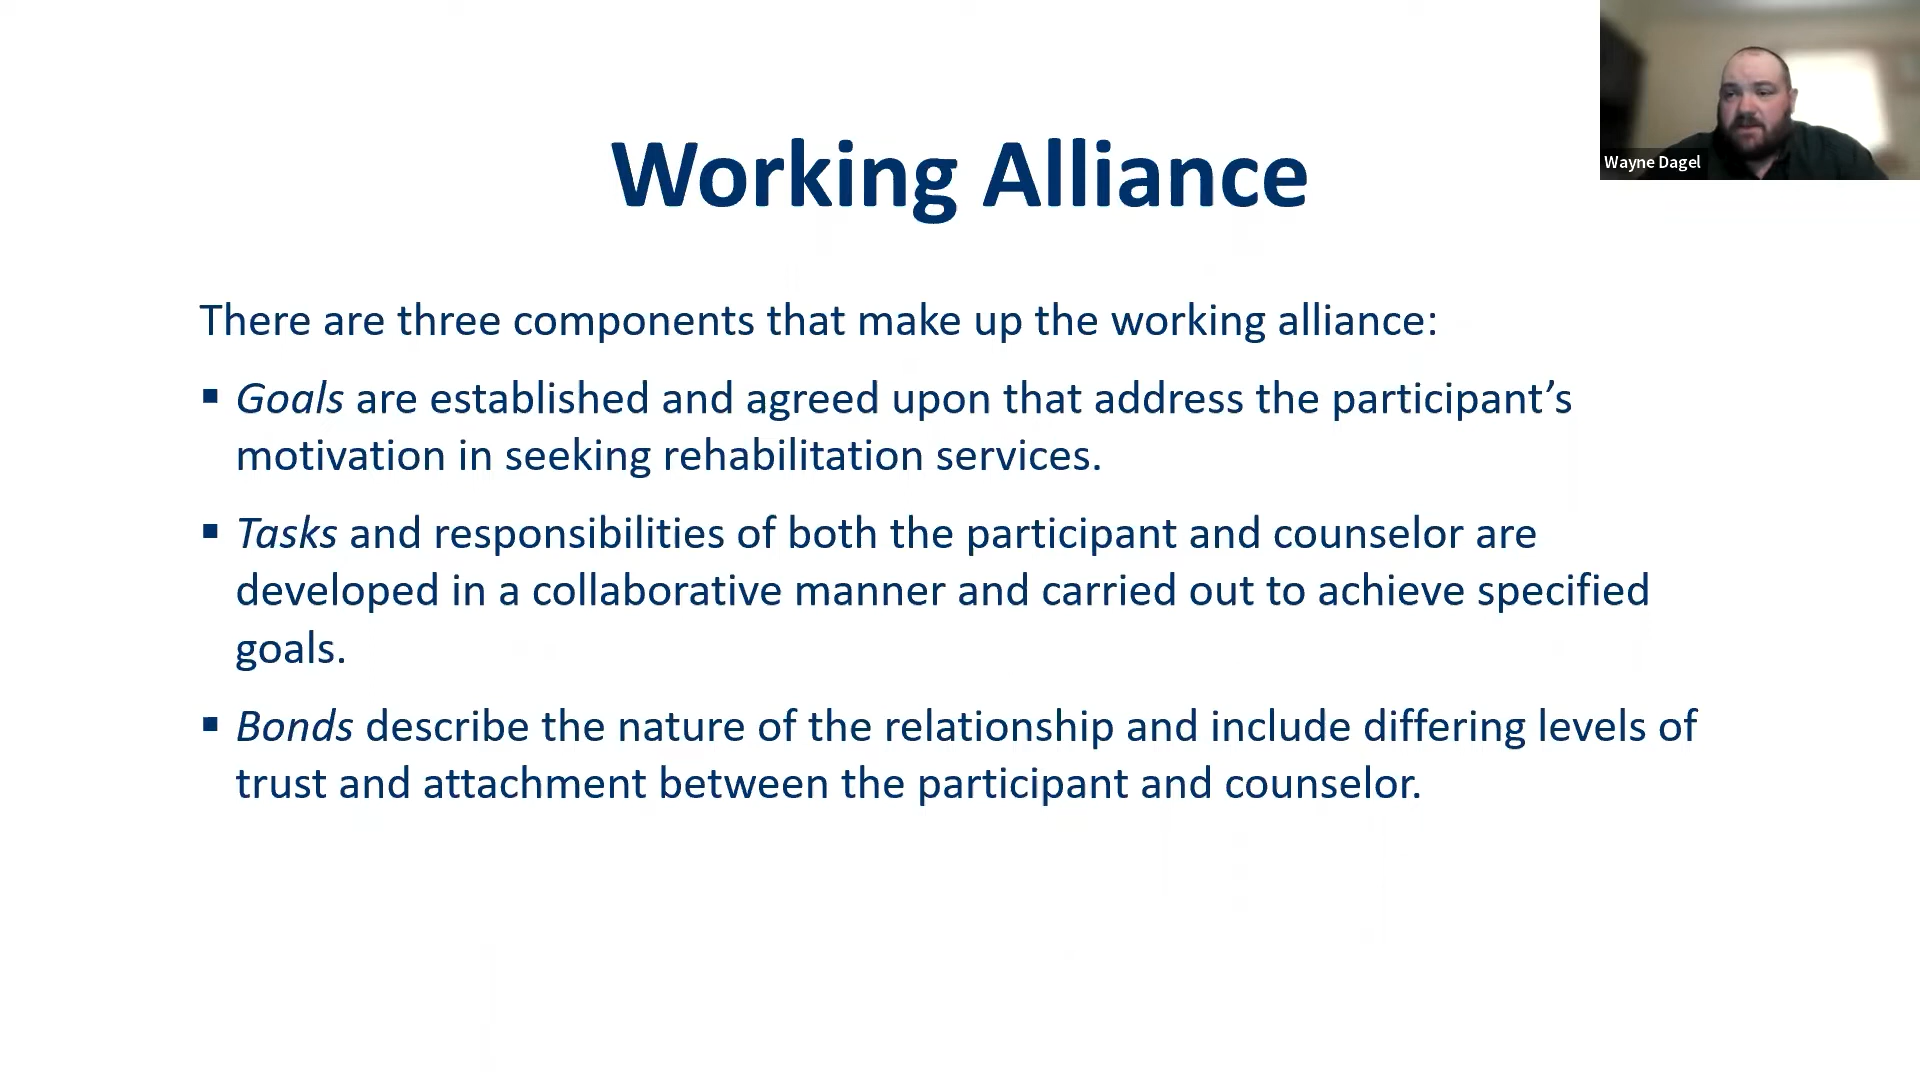 Wayne Dagel
Working Alliance
There are three components that make up the working alliance:
▪ Goals are established and agreed upon that address the participant’s
motivation in seeking rehabilitation services.
▪ Tasks and responsibilities of both the participant and counselor are
developed in a collaborative manner and carried out to achieve specified
goals.
▪ Bonds describe the nature of the relationship and include differing levels of
trust and attachment between the participant and counselor.